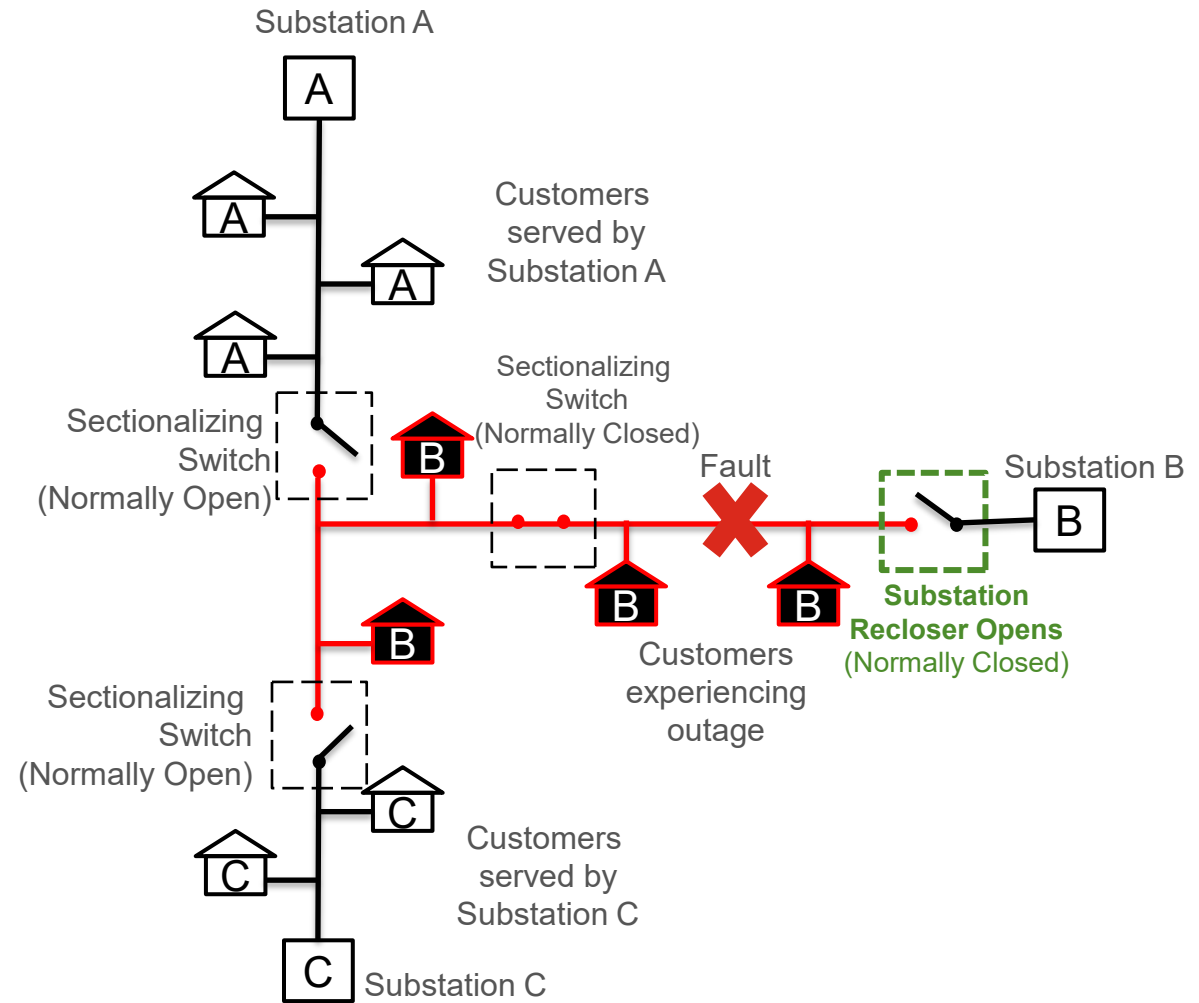 Substation A
A
A
Customers
served by
Substation A
A
A
Sectionalizing
Switch
(Normally Closed)
Sectionalizing
Switch
(Normally Open)
B
Fault
Substation B
B
B
B
Substation
Recloser Opens
(Normally Closed)
B
Customers
experiencing
outage
Sectionalizing
Switch
(Normally Open)
C
Customers
served by
Substation C
C
C
Substation C